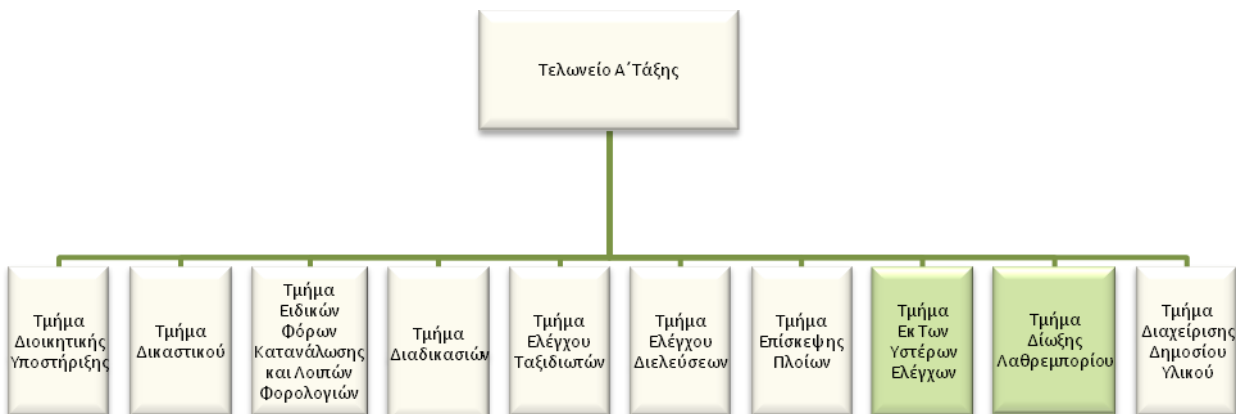 Τελωνείο Α΄Τάξης
Τμήμα
Διοικητικής
Υποστήριξης
Τμήμα
Δικαστικού
Τμήμα
Ειδικών
Φόρων
Κατανάλωσης
και Λοιπών
Φορολογιών
Τμήμα
Διαδικασιών
Τμήμα
Ελέγχου
Ταξιδιωτών
Τμήμα
Ελέγχου
Διελεύσεων
Τμήμα
Επίσκεψης
Πλοίων
Τμήμα
Εκ Των
Υστέρων
Ελέγχων
Τμήμα
Δίωξης
Λαθρεμπορίου
Τμήμα
Διαχείρισης
Δημοσίου
Υλικού